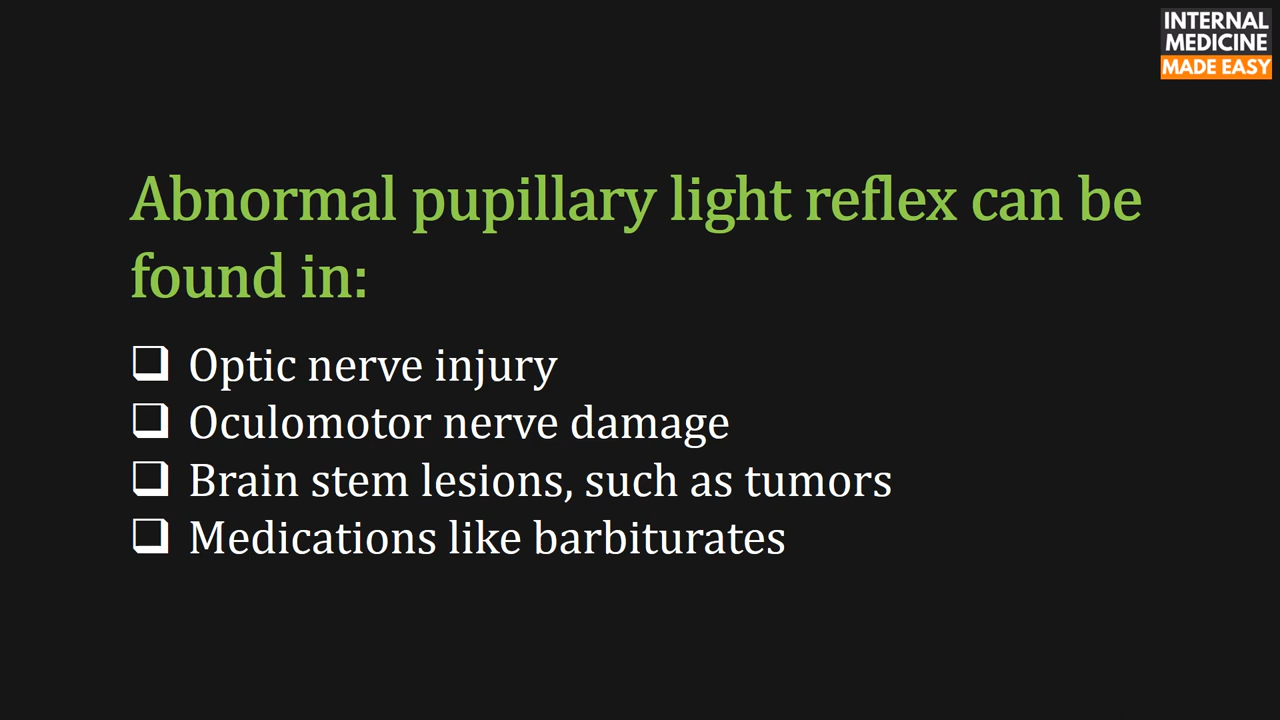 INTERNAL
MEDICINE
MADE EASY
Abnormal pupillary light reflex can be
found in:
Optic nerve injury
Oculomotor nerve damage
Brain stem lesions, such as tumors
Medications like barbiturates